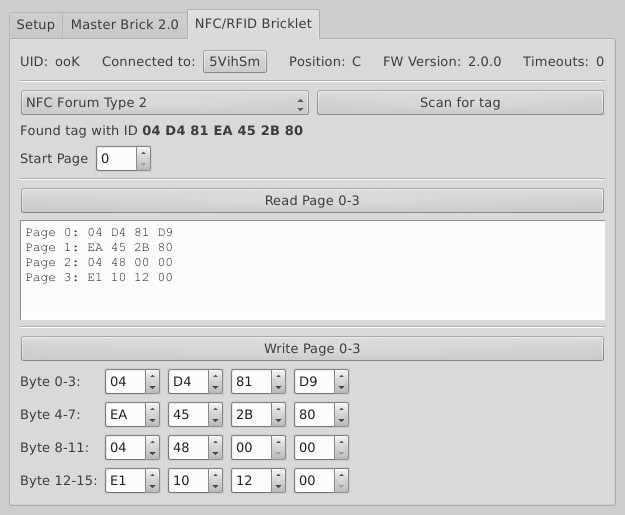 Setup Master Brick 2.0 NFC/RFID Bricklet
UID: ooK Connected to: 5VihSm Position: C FW Version: 2.0.0 Timeouts: 0
NFC Forum Type 2 Scan for tag
Found tag with ID 04 D4 81 EA 45 2B 80
Start Page 0
Read Page 0-3
Page 0: 04 D4 81 D9
Page 1: EA 45 2B 80
Page 2: 04 48 00 00
Page 3: E1 10 12 00
Write Page 0-3
Byte 0-3: 04 D4 81 D9
Byte 4-7: EA 45 2B 80
Byte 8-11: 04 48 00 00
Byte 12-15: E1 10 12 00